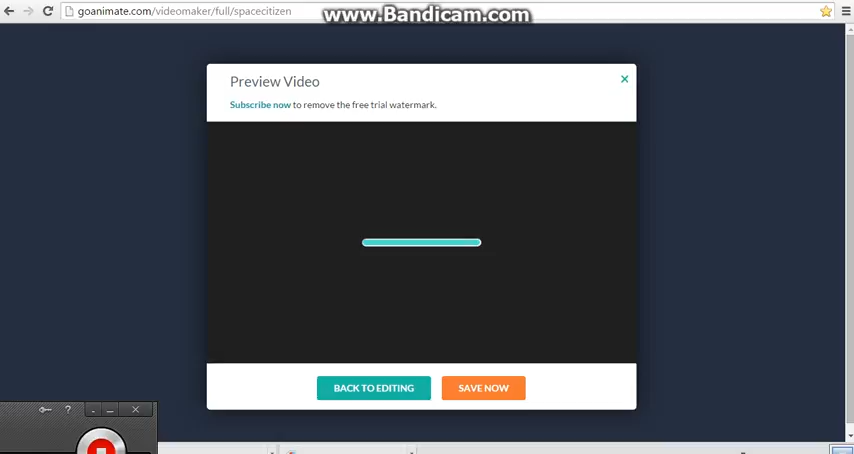 goanimate.com/videomaker/full/spacecitizen
www.Bandicam.com
Preview Video
Subscribe now to remove the free trial watermark.
BACK TO EDITING
SAVE NOW